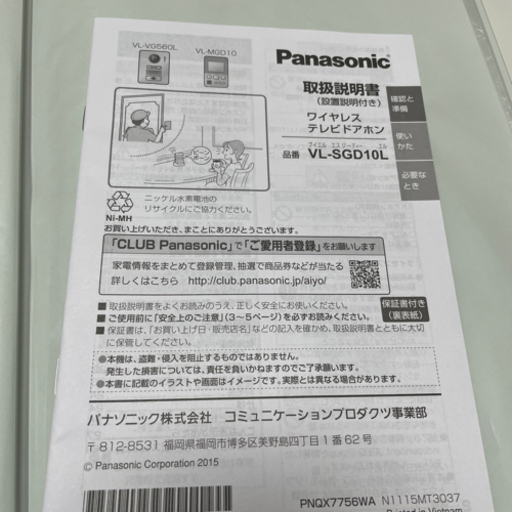 VL-VG560L
VL-MGD10
Panasonic
取扱説明書
(設置説明付き)
ワイヤレス
テレビドアホン
ブイエル エスジーディー エル
品番 VL-SGD10L
確認と
準備
使い
かた
必要な
とき
Ni-MH
ニッケル水素電池の
リサイクルにご協力ください。
お買い上げいただき、まことにありがとうございます。
「CLUB Panasonic」で「ご愛用者登録」をお願いします
家電情報をまとめて登録管理、抽選で商品券などが当たる
詳しくはこちら http://club.panasonic.jp/aiyo/
■取扱説明書をよくお読みのうえ、正しく安全にお使いください。
■ご使用前に「安全上のご注意」(3~5ページ)を必ずお読みください。
■保証書は、「お買い上げ日・販売店名」などの記入を確かめ、取扱説明書とともに大切
に保管してください。
保証書付き
(裏表紙)
●本機は、盗難・侵入を阻止するものではありません。
発生した損害については、責任を負いかねますのでご了承ください。
●本書に記載のイラストや画面はイメージです。実際とは異なる場合があります。
パナソニック株式会社 コミュニケーションプロダクツ事業部
〒812-8531 福岡県福岡市博多区美野島四丁目1番62号
© Panasonic Corporation 2015
PNQX7756WA N1115MT3037
Printed in Vietnam